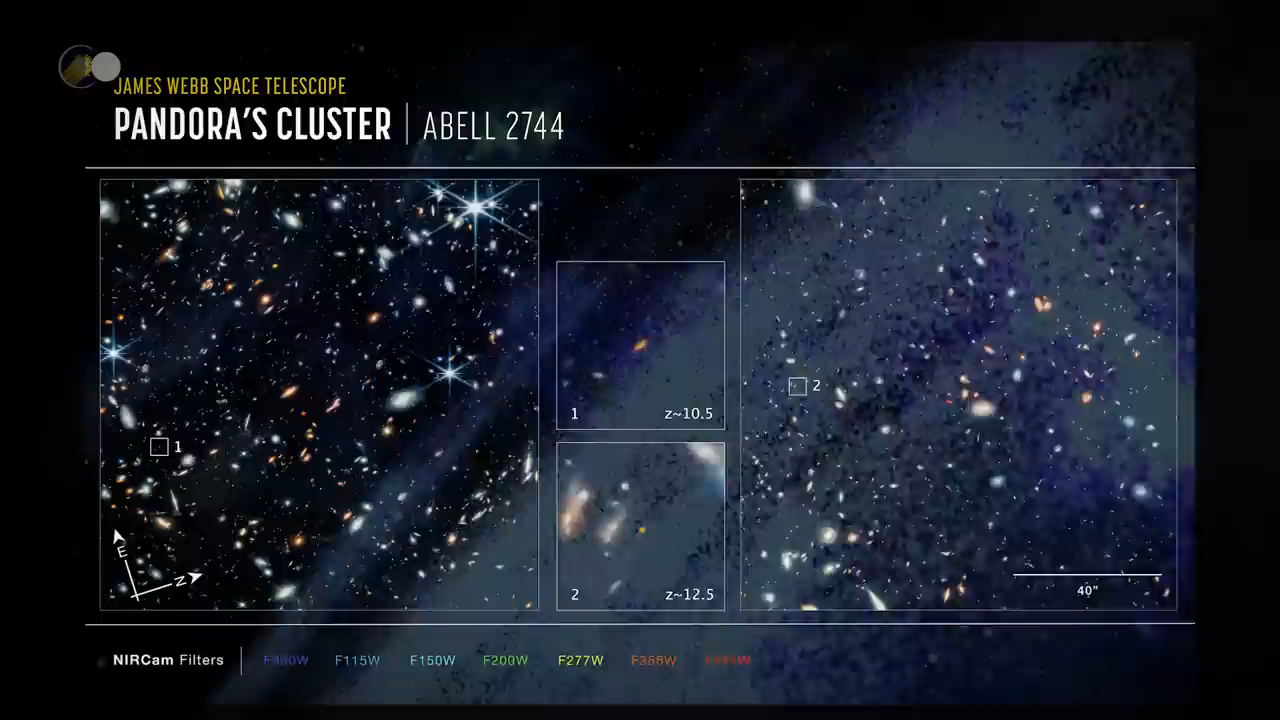 JAMES WEBB SPACE TELESCOPE
PANDORA'S CLUSTER | ABELL 2744
1
E
N
1 z~10.5
2 z~12.5
2
40"
NIRCam Filters | F115W F150W F200W F277W F356W